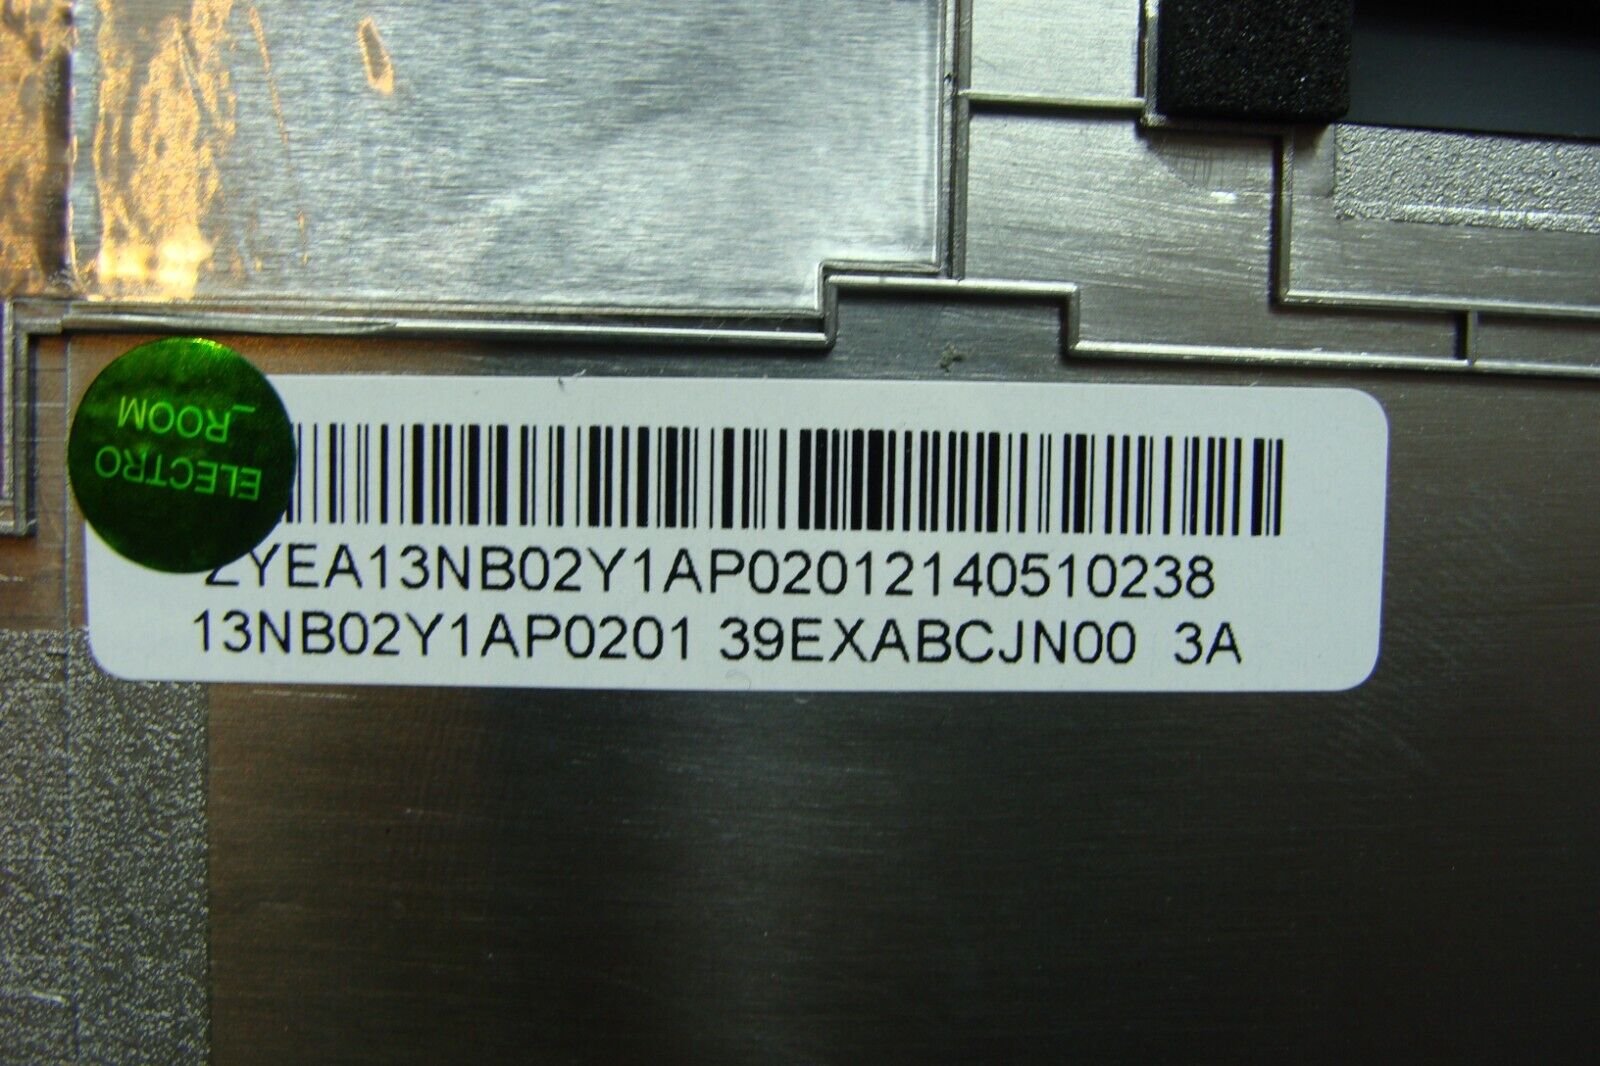 ELECTRO
_ROOM
ZYEA13NB02Y1AP02012140510238
13NB02Y1AP0201 39EXABCJN00 3A